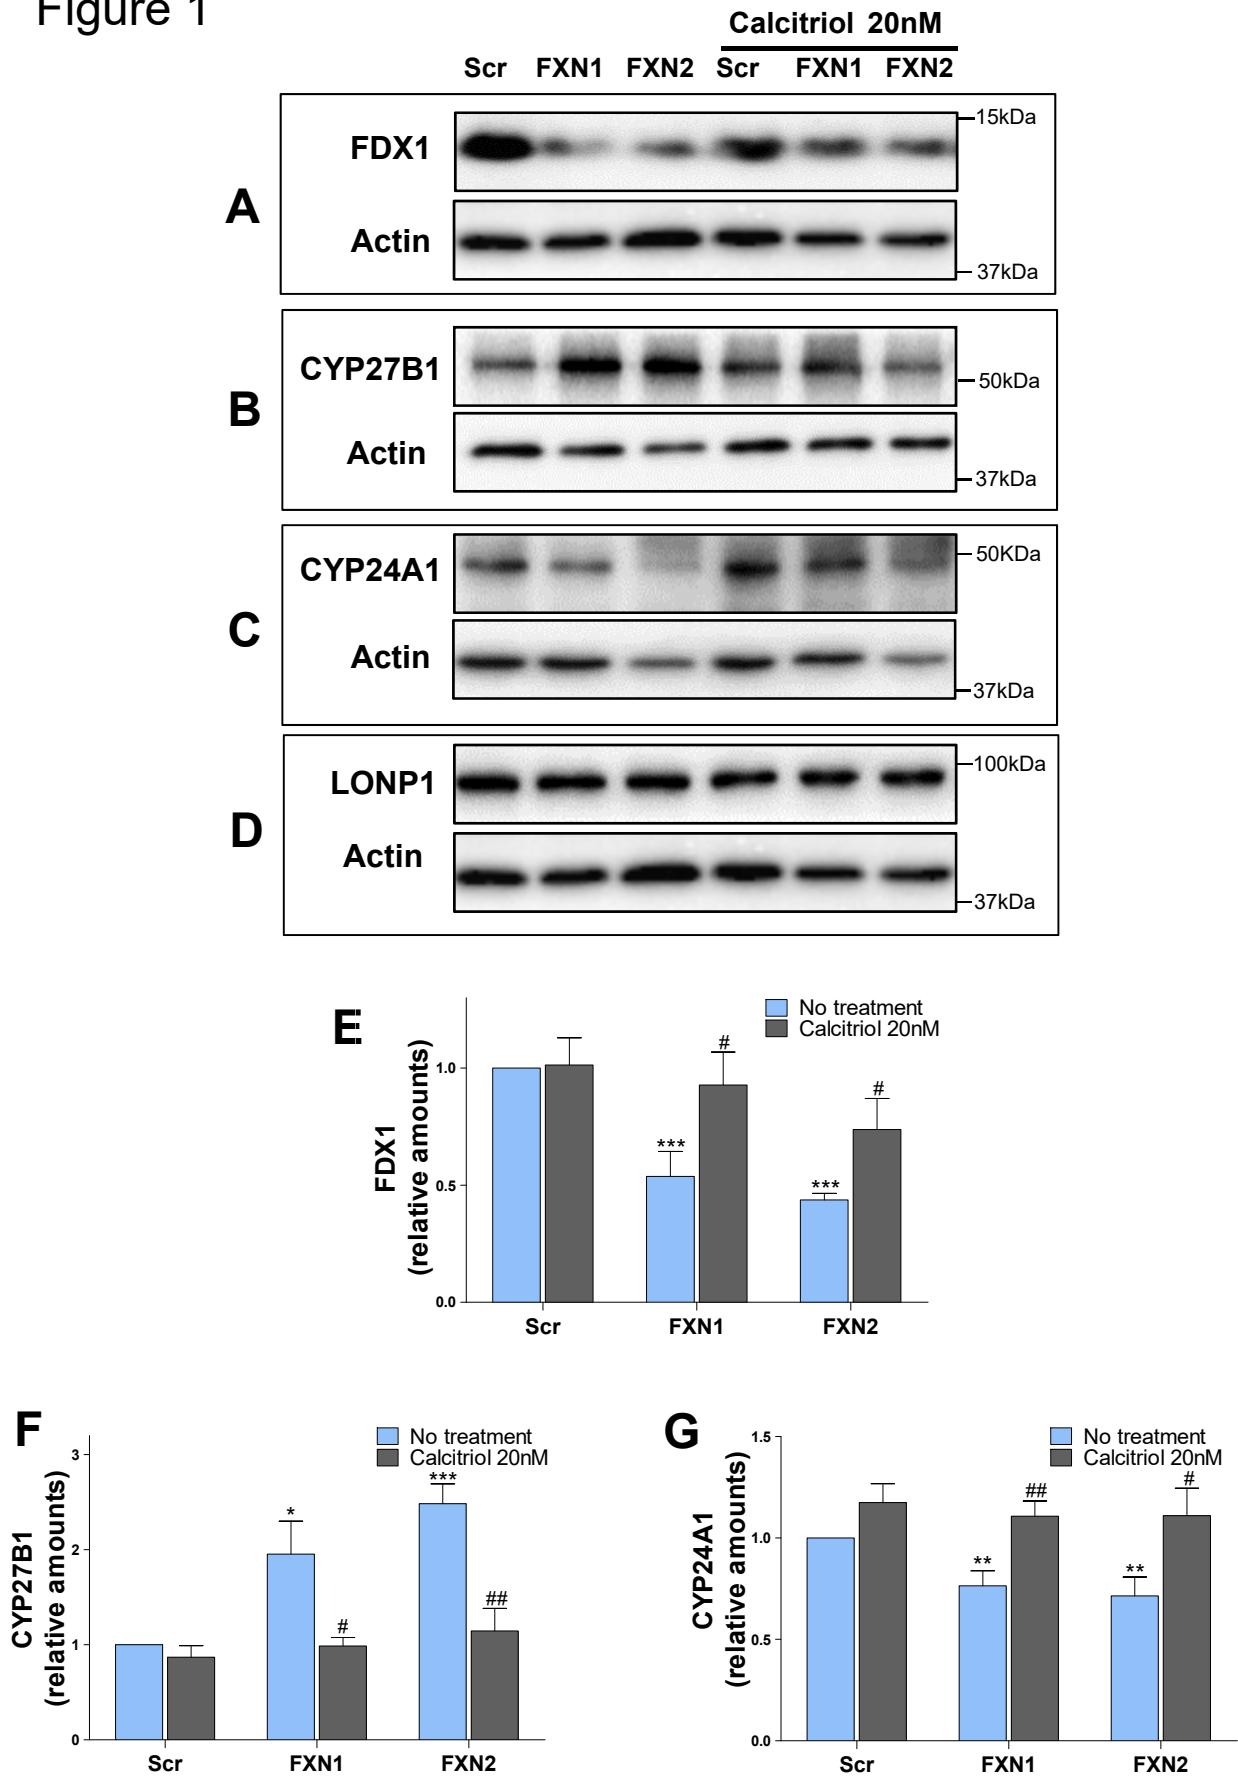 Figure 1
Calcitriol 20nM
Scr FXN1 FXN2 Scr FXN1 FXN2
A
FDX1
15kDa
Actin
37kDa
B
CYP27B1
50kDa
Actin
37kDa
C
CYP24A1
50KDa
Actin
37kDa
D
LONP1
100kDa
Actin
37kDa
E
No treatment
Calcitriol 20nM
FDX1
(relative amounts)
1.0
0.5
0.0
***
#
***
#
Scr FXN1 FXN2
F
No treatment
Calcitriol 20nM
CYP27B1
(relative amounts)
3
2
1
0
*
#
***
##
Scr FXN1 FXN2
G
No treatment
Calcitriol 20nM
CYP24A1
(relative amounts)
1.5
1.0
0.5
0.0
**
##
**
#
Scr FXN1 FXN2